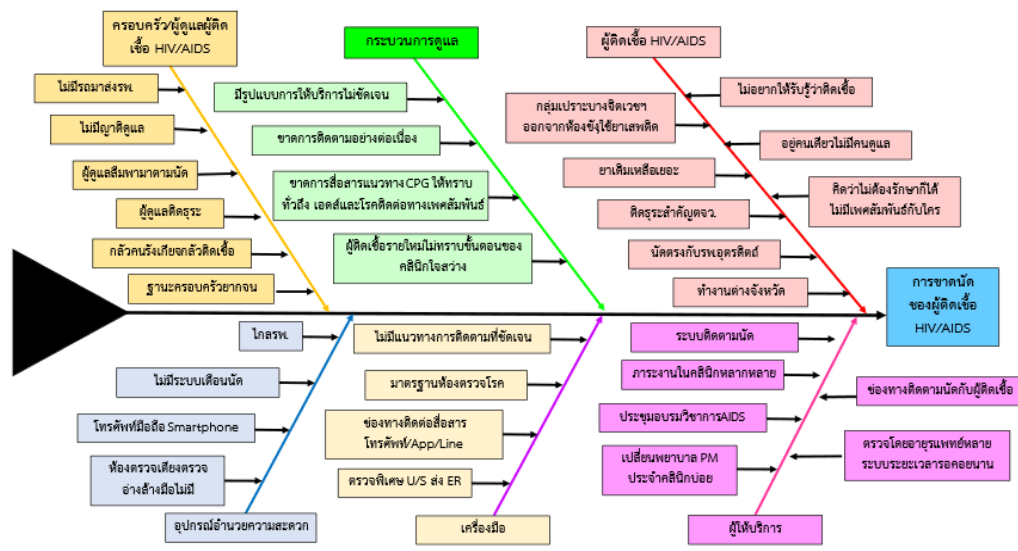 ครอบครัว/ผู้ดูแลผู้ติด
เชื้อ HIV/AIDS
ไม่มีรถมาส่งรพ.
ไม่มีญาติดูแล
ผู้ดูแลลืมพามาตามนัด
ผู้ดูแลติดธุระ
กลัวคนรังเกียจกลัวติดเชื้อ
ฐานะครอบครัวยากจน
กระบวนการดูแล
มีรูปแบบการให้บริการไม่ชัดเจน
ขาดการติดตามอย่างต่อเนื่อง
ขาดการสื่อสารแนวทาง CPG ให้ทราบ
ทั่วถึง เอดส์และโรคติดต่อทางเพศสัมพันธ์
ผู้ติดเชื้อรายใหม่ไม่ทราบขั้นตอนของ
คลินิกใจสว่าง
ผู้ติดเชื้อ HIV/AIDS
ไม่อยากให้รับรู้ว่าติดเชื้อ
กลุ่มเปราะบางจิตเวชฯ
ออกจากห้องขังใช้ยาเสพติด
อยู่คนเดียวไม่มีคนดูแล
ยาเดิมเหลือเยอะ
คิดว่าไม่ต้องรักษาก็ได้
ไม่มีเพศสัมพันธ์กับใคร
ติดธุระสำคัญตจว.
นัดตรงกับรพ.อุตรดิตถ์
ทำงานต่างจังหวัด
การขาดนัด
ของผู้ติดเชื้อ
HIV/AIDS
ไกลรพ.
ไม่มีระบบเตือนนัด
โทรศัพท์มือถือ Smartphone
ห้องตรวจเตียงตรวจ
อ่างล้างมือไม่มี
อุปกรณ์อำนวยความสะดวก
ไม่มีแนวทางการติดตามที่ชัดเจน
มาตรฐานห้องตรวจโรค
ช่องทางติดต่อสื่อสาร
โทรศัพท์/App/Line
ตรวจพิเศษ U/S ส่ง ER
เครื่องมือ
ระบบติดตามนัด
ภาระงานในคลินิกหลากหลาย
ช่องทางติดตามนัดกับผู้ติดเชื้อ
ประชุมอบรมวิชาการAIDS
เปลี่ยนพยาบาล PM
ประจำคลินิกบ่อย
ตรวจโดยอายุรแพทย์หลาย
ระบบระยะเวลารอคอยนาน
ผู้ให้บริการ